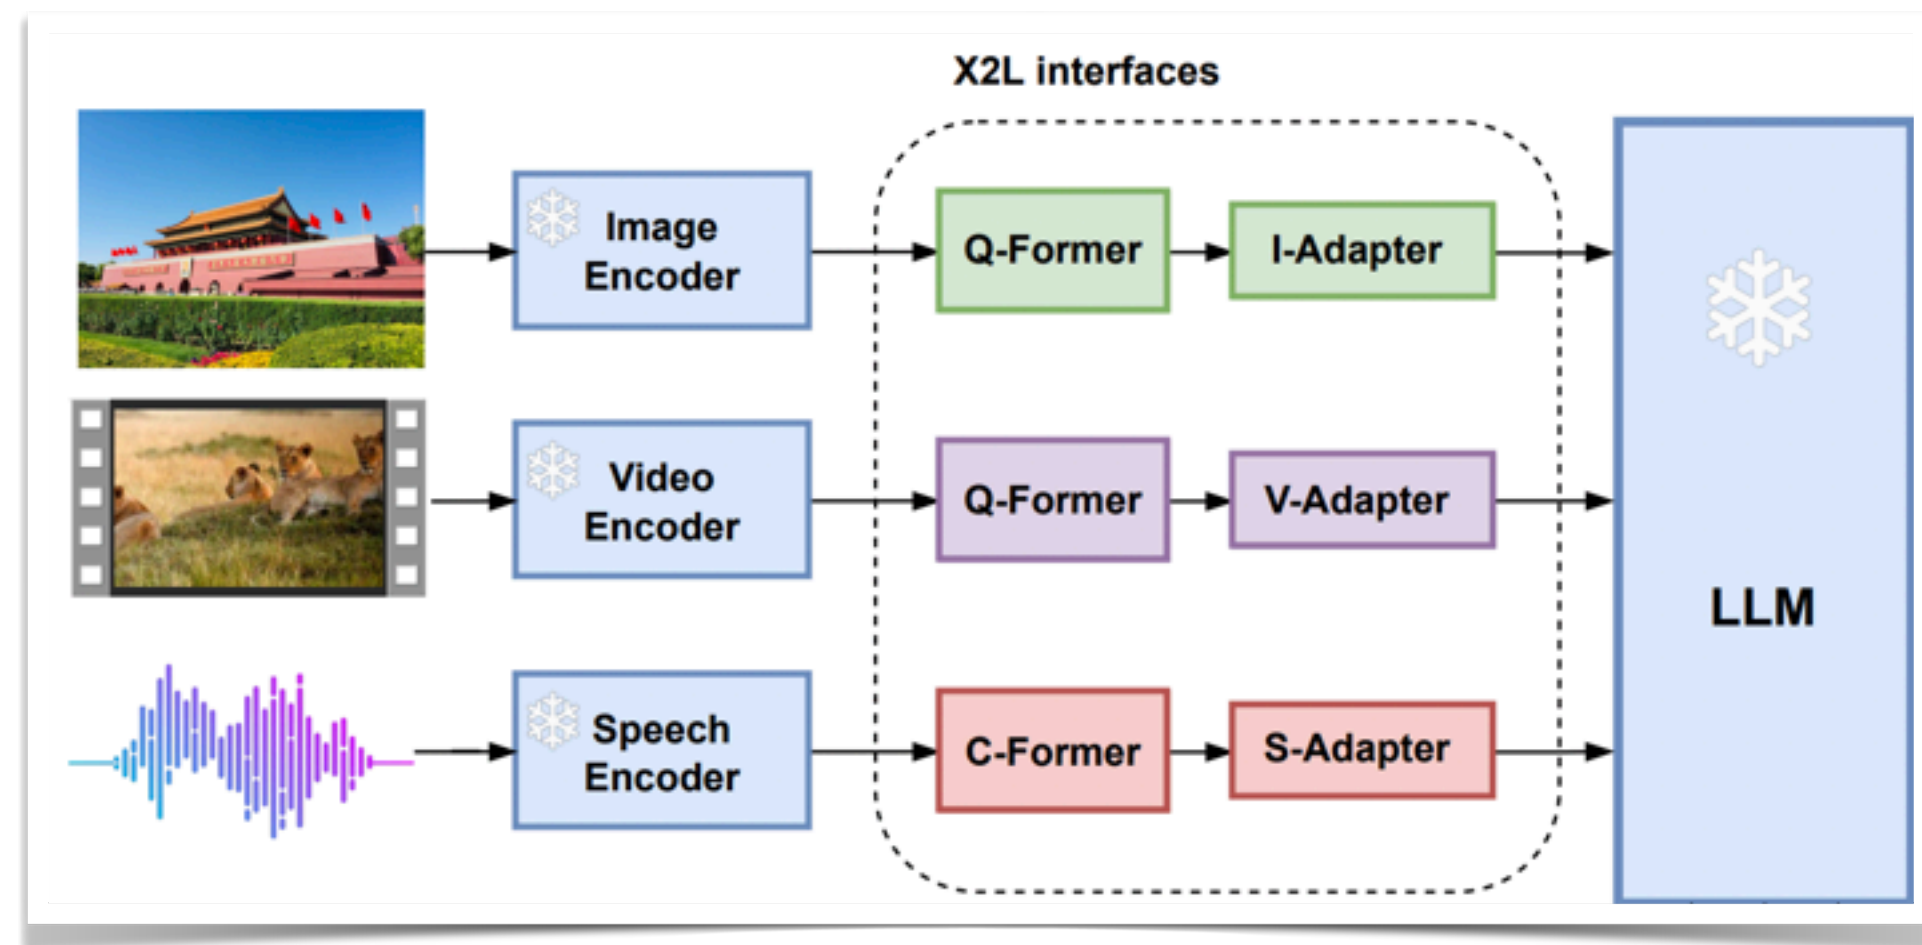 X2L interfaces
Image
Encoder
Q-Former
I-Adapter
Video
Encoder
Q-Former
V-Adapter
Speech
Encoder
C-Former
S-Adapter
LLM